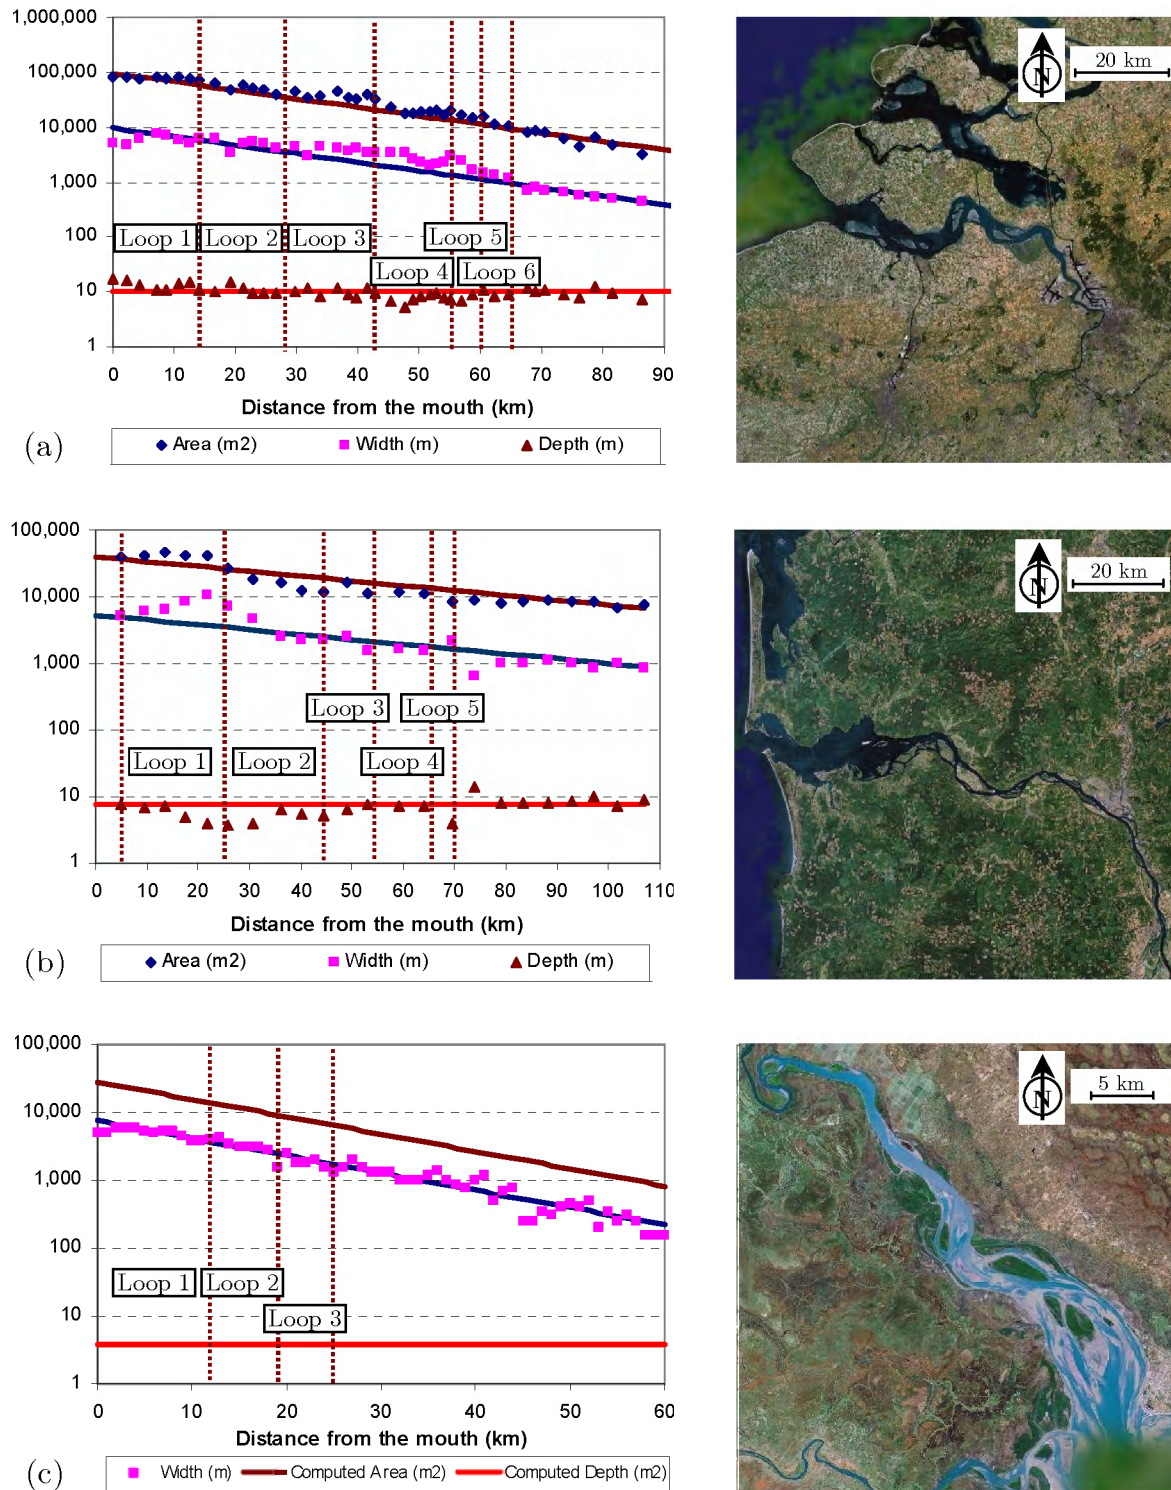 1,000,000
100,000
10,000
1,000
100
10
1
Loop 1
Loop 2
Loop 3
Loop 4
Loop 5
Loop 6
0 10 20 30 40 50 60 70 80 90
Distance from the mouth (km)
(a)
Area (m2) Width (m) Depth (m)
N
20 km
100,000
10,000
1,000
100
10
1
Loop 1
Loop 2
Loop 3
Loop 4
Loop 5
0 10 20 30 40 50 60 70 80 90 100 110
Distance from the mouth (km)
(b)
Area (m2) Width (m) Depth (m)
N
20 km
100,000
10,000
1,000
100
10
1
Loop 1
Loop 2
Loop 3
0 10 20 30 40 50 60
Distance from the mouth (km)
(c)
Width (m) Computed Area (m2) Computed Depth (m2)
N
5 km